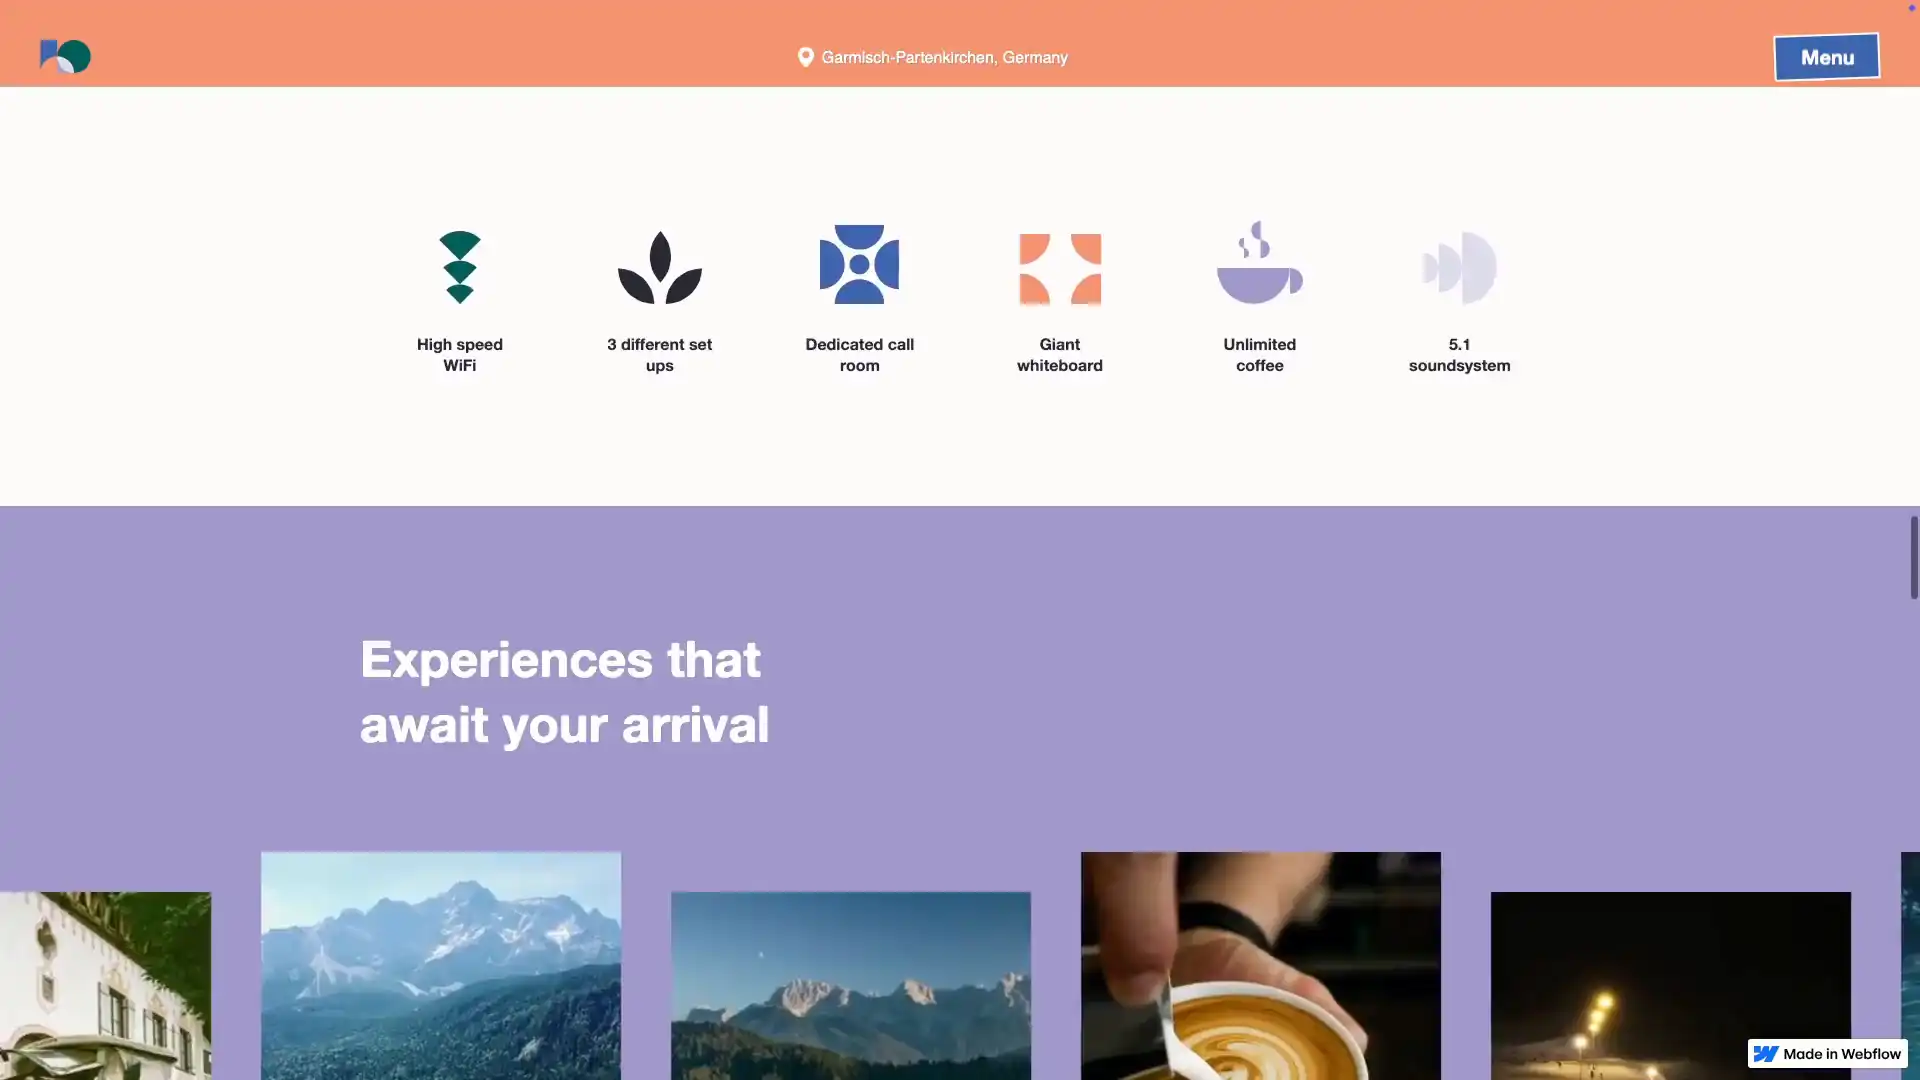 Garmisch-Partenkirchen, Germany
Menu
High speed
WiFi
3 different set
ups
Dedicated call
room
Giant
whiteboard
Unlimited
coffee
5.1
soundsystem
Experiences that
await your arrival
Made in Webflow